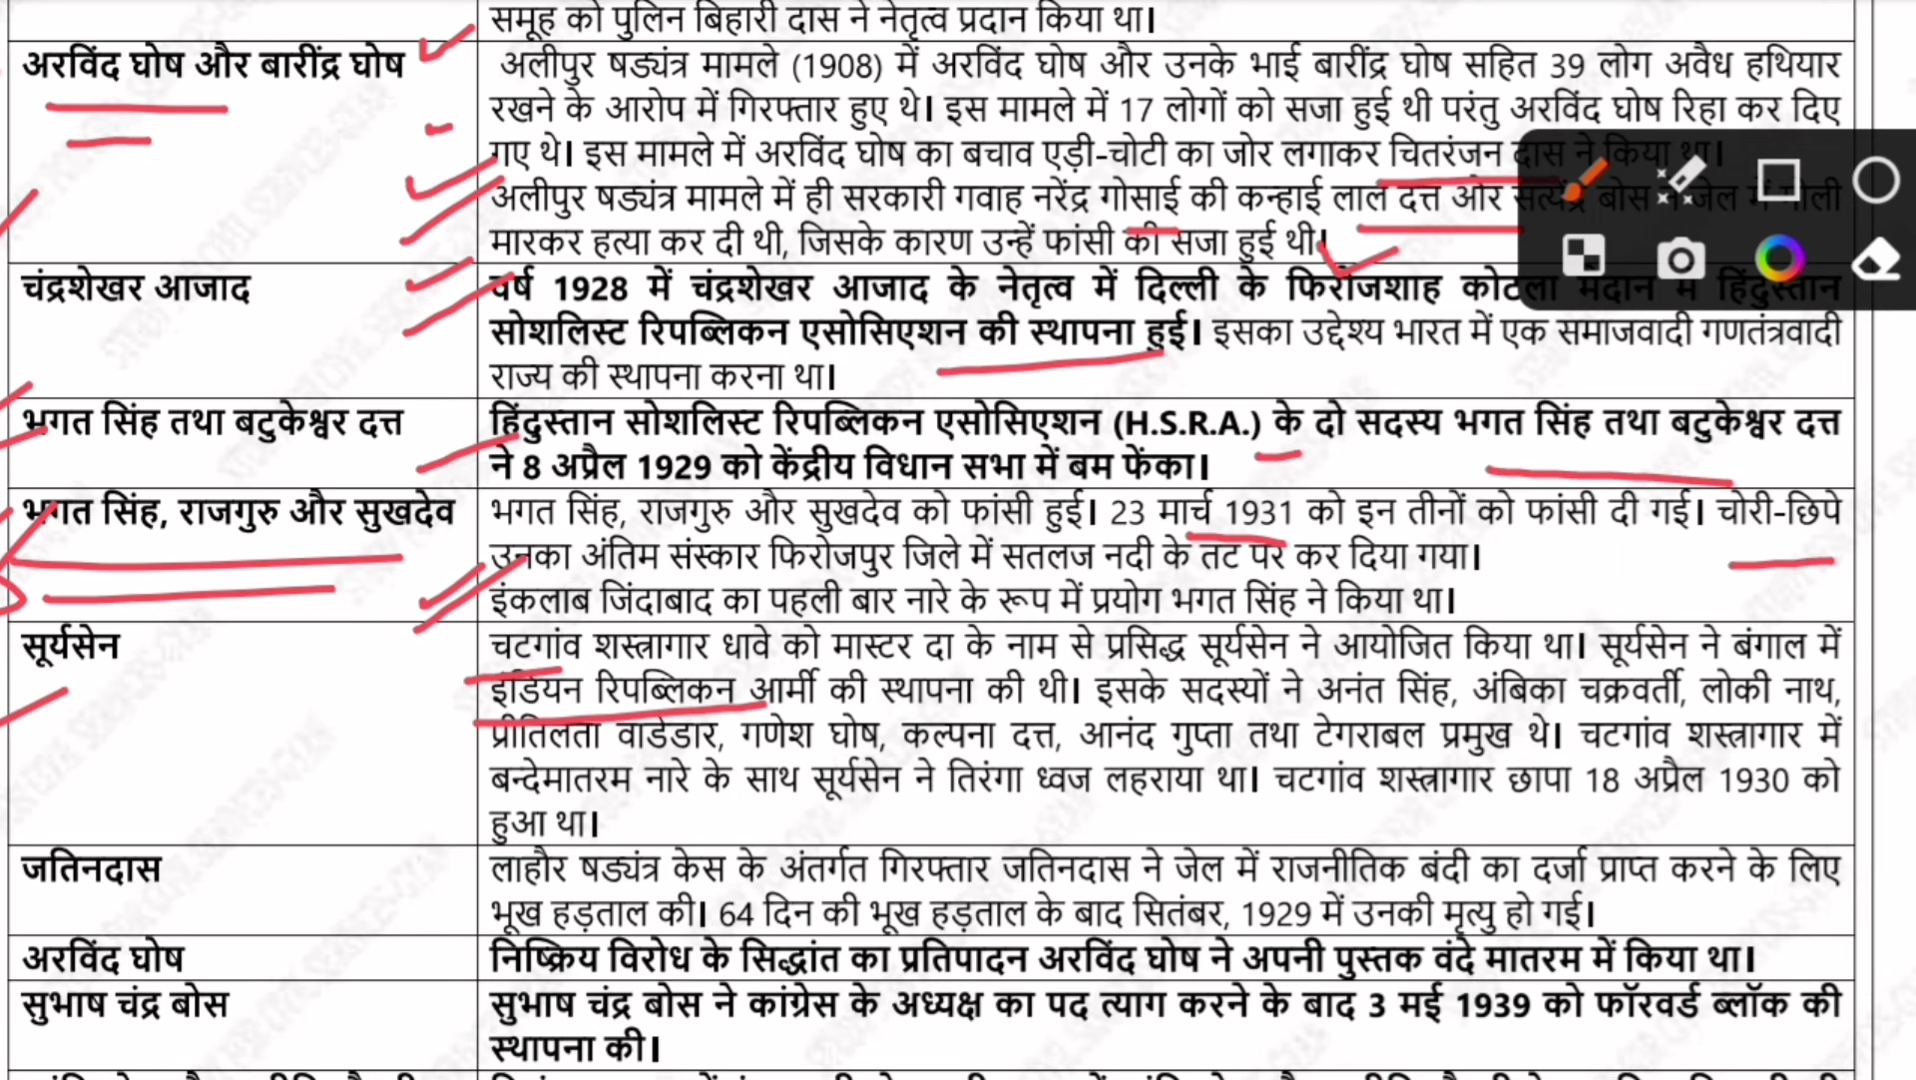 समूह को पुलिन बिहारी दास ने नेतृत्व प्रदान किया था।
अरविंद घोष और बारींद्र घोष
अलीपुर षड्यंत्र मामले (1908) में अरविंद घोष और उनके भाई बारींद्र घोष सहित 39 लोग अवैध हथियार
रखने के आरोप में गिरफ्तार हुए थे। इस मामले में 17 लोगों को सजा हुई थी परंतु अरविंद घोष रिहा कर दिए
गए थे। इस मामले में अरविंद घोष का बचाव एड़ी-चोटी का जोर लगाकर चितरंजन दास ने किया था।
अलीपुर षड्यंत्र मामले में ही सरकारी गवाह नरेंद्र गोसाई की कन्हाई लाल दत्त और सत्येंद्र बोस ने जेल में गोली
मारकर हत्या कर दी थी, जिसके कारण उन्हें फांसी की सजा हुई थी।
चंद्रशेखर आजाद
वर्ष 1928 में चंद्रशेखर आजाद के नेतृत्व में दिल्ली के फिरोजशाह कोटला मैदान में हिंदुस्तान
सोशलिस्ट रिपब्लिकन एसोसिएशन की स्थापना हुई। इसका उद्देश्य भारत में एक समाजवादी गणतंत्रवादी
राज्य की स्थापना करना था।
भगत सिंह तथा बटुकेश्वर दत्त
हिंदुस्तान सोशलिस्ट रिपब्लिकन एसोसिएशन (H.S.R.A.) के दो सदस्य भगत सिंह तथा बटुकेश्वर दत्त
ने 8 अप्रैल 1929 को केंद्रीय विधान सभा में बम फेंका।
भगत सिंह, राजगुरु और सुखदेव
भगत सिंह, राजगुरु और सुखदेव को फांसी हुई। 23 मार्च 1931 को इन तीनों को फांसी दी गई। चोरी-छिपे
उनका अंतिम संस्कार फिरोजपुर जिले में सतलज नदी के तट पर कर दिया गया।
इंकलाब जिंदाबाद का पहली बार नारे के रूप में प्रयोग भगत सिंह ने किया था।
सूर्यसेन
चटगांव शस्त्रागार धावे को मास्टर दा के नाम से प्रसिद्ध सूर्यसेन ने आयोजित किया था। सूर्यसेन ने बंगाल में
इंडियन रिपब्लिकन आर्मी की स्थापना की थी। इसके सदस्यों ने अनंत सिंह, अंबिका चक्रवर्ती, लोकी नाथ,
प्रीतिलता वाडेडार, गणेश घोष, कल्पना दत्त, आनंद गुप्ता तथा टेगराबल प्रमुख थे। चटगांव शस्त्रागार में
बन्देमातरम नारे के साथ सूर्यसेन ने तिरंगा ध्वज लहराया था। चटगांव शस्त्रागार छापा 18 अप्रैल 1930 को
हुआ था।
जतिनदास
लाहौर षड्यंत्र केस के अंतर्गत गिरफ्तार जतिनदास ने जेल में राजनीतिक बंदी का दर्जा प्राप्त करने के लिए
भूख हड़ताल की। 64 दिन की भूख हड़ताल के बाद सितंबर, 1929 में उनकी मृत्यु हो गई।
अरविंद घोष
निष्क्रिय विरोध के सिद्धांत का प्रतिपादन अरविंद घोष ने अपनी पुस्तक वंदे मातरम में किया था।
सुभाष चंद्र बोस
सुभाष चंद्र बोस ने कांग्रेस के अध्यक्ष का पद त्याग करने के बाद 3 मई 1939 को फॉरवर्ड ब्लॉक की
स्थापना की।